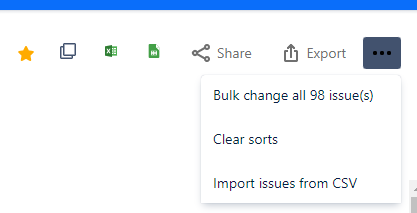 Share Export
Bulk change all 98 issue(s)
Clear sorts
Import issues from CSV